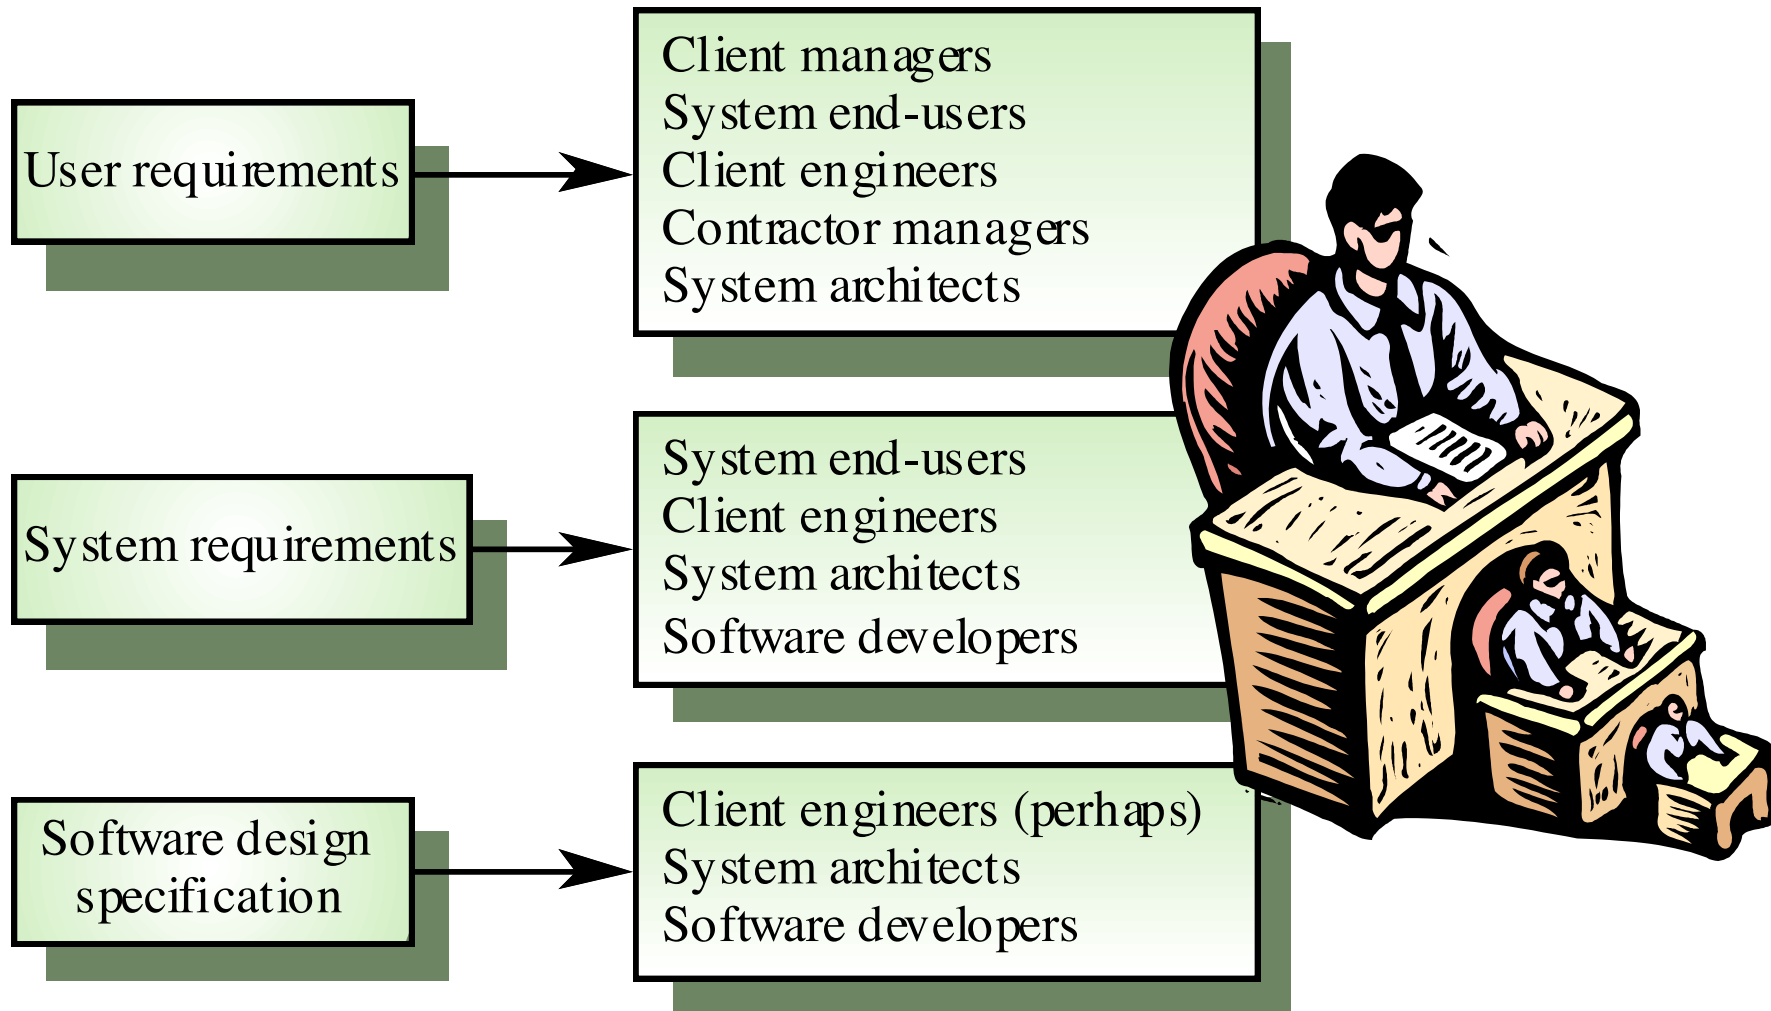 User requirements
Client managers
System end-users
Client engineers
Contractor managers
System architects
System requirements
System end-users
Client engineers
System architects
Software developers
Software design
specification
Client engineers (perhaps)
System architects
Software developers